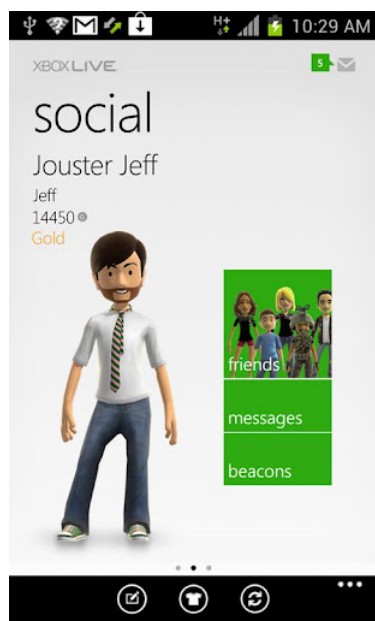 H+
10:29 AM
XBOX LIVE
5
social
Jouster Jeff
Jeff
14450 G
Gold
friends
messages
beacons